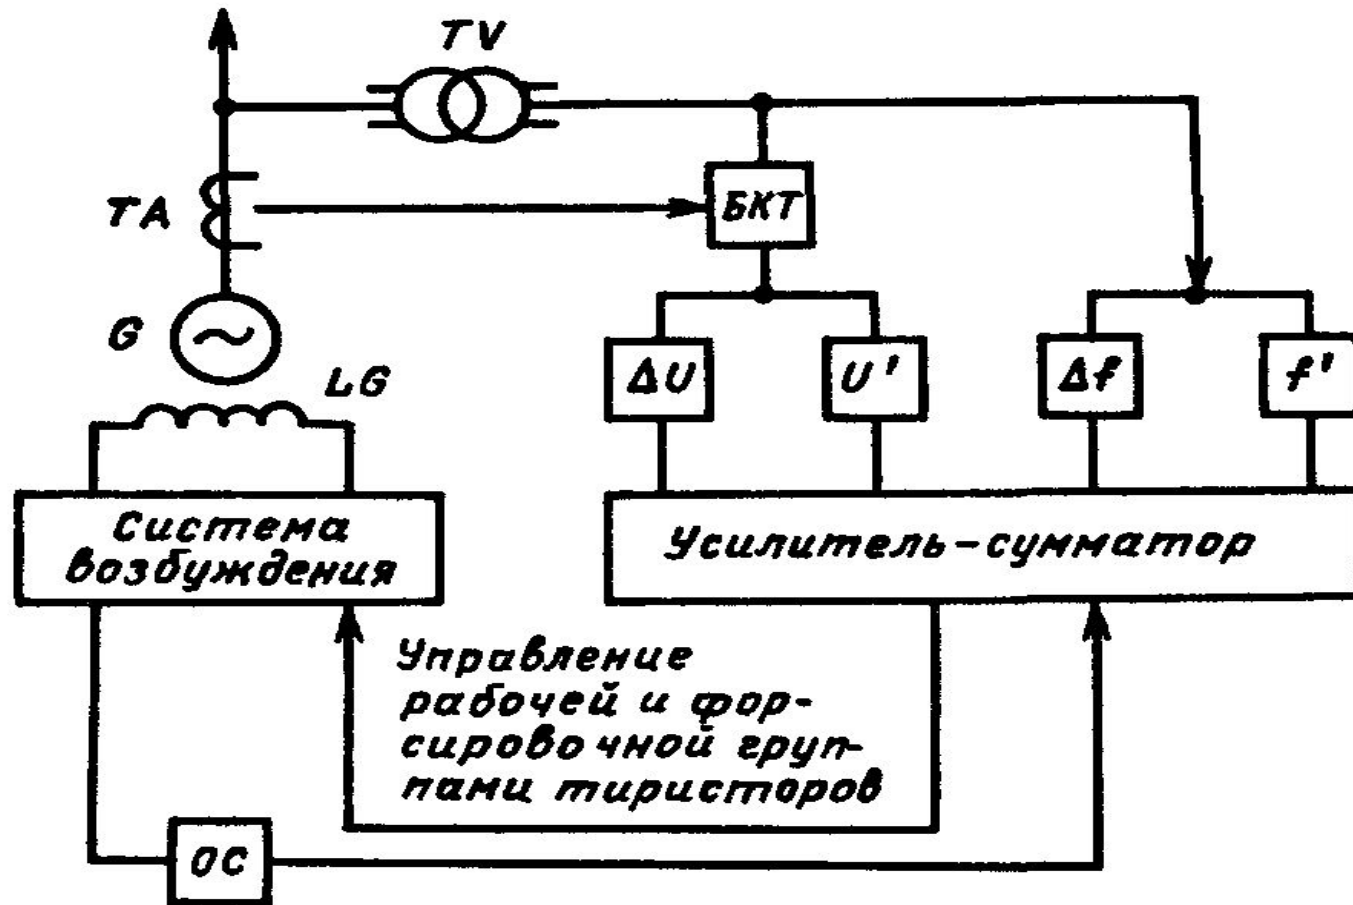 TV
TA
БКТ
G
LG
ΔU
U'
Δf
f'
Система
возбуждения
Усилитель-сумматор
Управление
рабочей и фор-
сировочной груп-
пами тиристоров
ОС